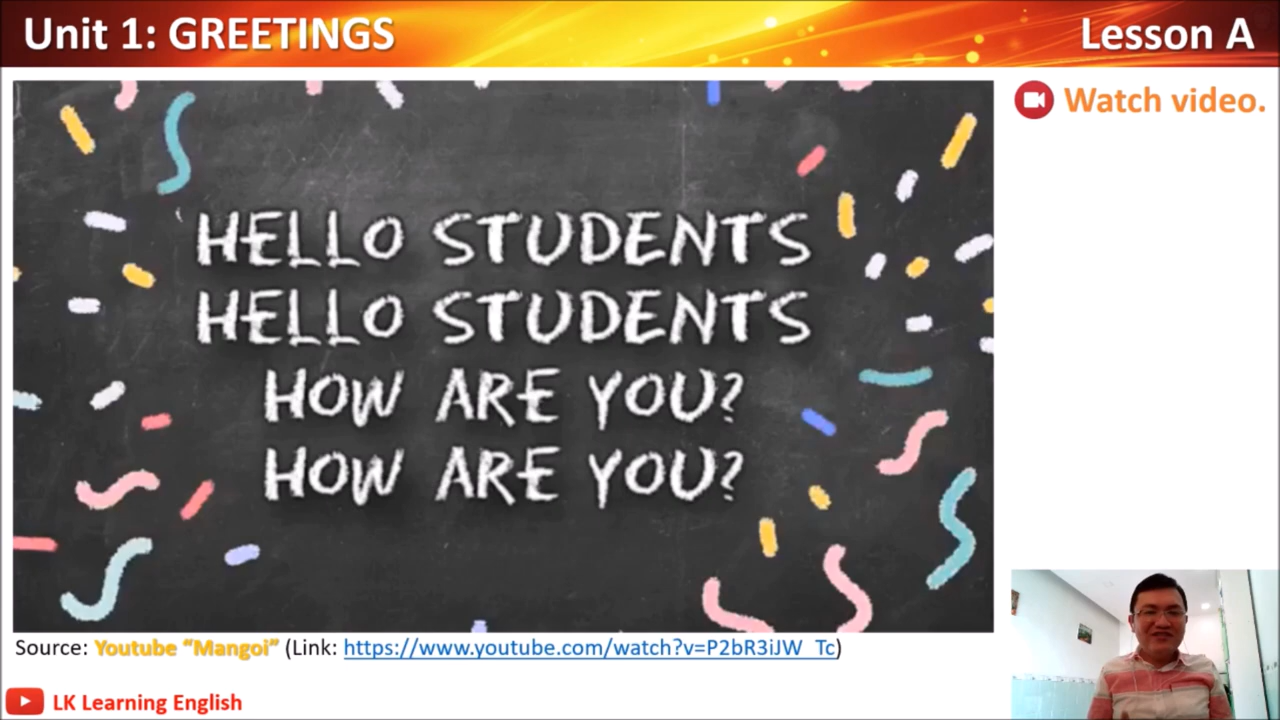 Unit 1: GREETINGS
Lesson A
Watch video.
HELLO STUDENTS
HELLO STUDENTS
HOW ARE YOU?
HOW ARE YOU?
Source: Youtube “Mangoi” (Link: https://www.youtube.com/watch?v=P2bR3iJW_Tc)
LK Learning English